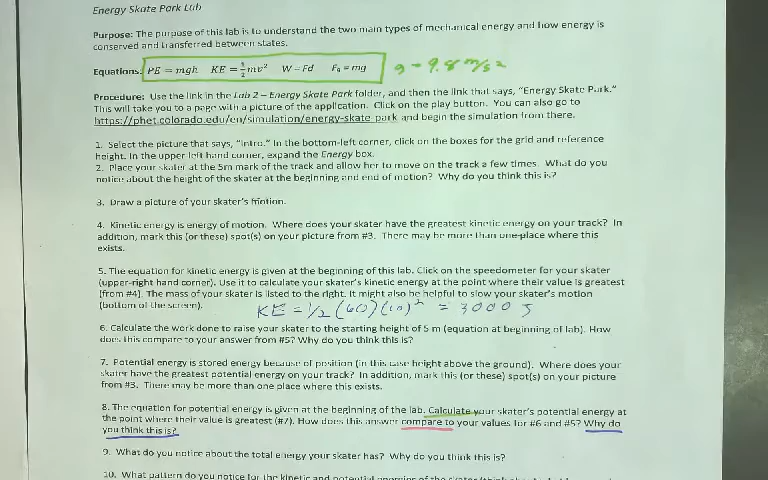 Energy Skate Park Lab
Purpose: The purpose of this lab is to understand the two main types of mechanical energy and how energy is
conserved and transferred between states.
Equations: PE = mgh KE = 1/2 mv² W = Fd Fg = mg g = 9.8 m/s²
Procedure: Use the link in the Lab 2 – Energy Skate Park folder, and then the link that says, "Energy Skate Park."
This will take you to a page with a picture of the application. Click on the play button. You can also go to
https://phet.colorado.edu/en/simulation/energy-skate-park and begin the simulation from there.
1. Select the picture that says, "Intro." In the bottom-left corner, click on the boxes for the grid and reference
height. In the upper left hand corner, expand the Energy box.
2. Place your skater at the 5m mark of the track and allow her to move on the track a few times. What do you
notice about the height of the skater at the beginning and end of motion? Why do you think this is?
3. Draw a picture of your skater's motion.
4. Kinetic energy is energy of motion. Where does your skater have the greatest kinetic energy on your track? In
addition, mark this (or these) spot(s) on your picture from #3. There may be more than one place where this
exists.
5. The equation for kinetic energy is given at the beginning of this lab. Click on the speedometer for your skater
(upper-right hand corner). Use it to calculate your skater's kinetic energy at the point where their value is greatest
(from #4). The mass of your skater is listed to the right. It might also be helpful to slow your skater's motion
(bottom of the screen). KE = 1/2 (60)(10)² = 3000 J
6. Calculate the work done to raise your skater to the starting height of 5 m (equation at beginning of lab). How
does this compare to your answer from #5? Why do you think this is?
7. Potential energy is stored energy because of position (in this case height above the ground). Where does your
skater have the greatest potential energy on your track? In addition, mark this (or these) spot(s) on your picture
from #3. There may be more than one place where this exists.
8. The equation for potential energy is given at the beginning of the lab. Calculate your skater's potential energy at
the point where their value is greatest (#7). How does this answer compare to your values for #6 and #5? Why do
you think this is?
9. What do you notice about the total energy your skater has? Why do you think this is?
10. What pattern do you notice for the kinetic and potential energies of the skater